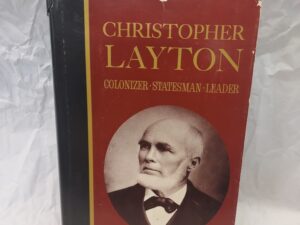 CHRISTOPHER
LAYTON
COLONIZER · STATESMAN · LEADER